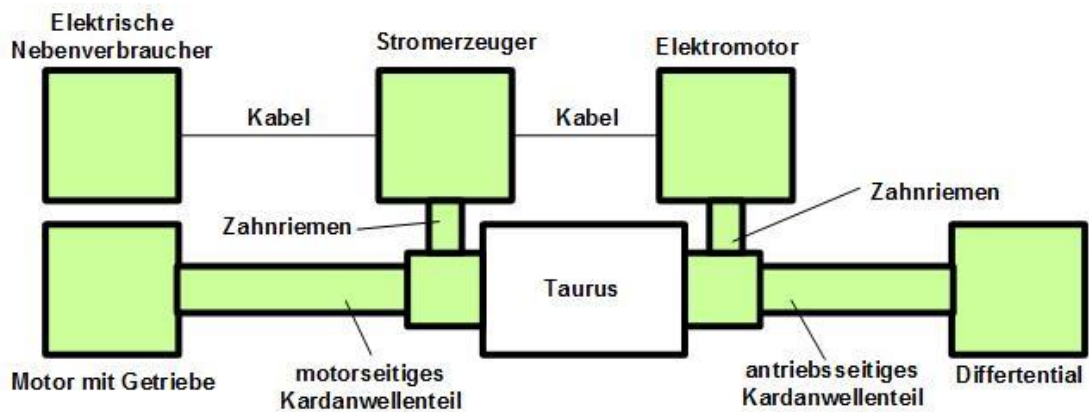 Elektrische
Nebenverbraucher
Stromerzeuger
Elektromotor
Kabel
Kabel
Zahnriemen
Zahnriemen
Taurus
Motor mit Getriebe
motorseitiges
Kardanwellenteil
antriebsseitiges
Kardanwellenteil
Differtential